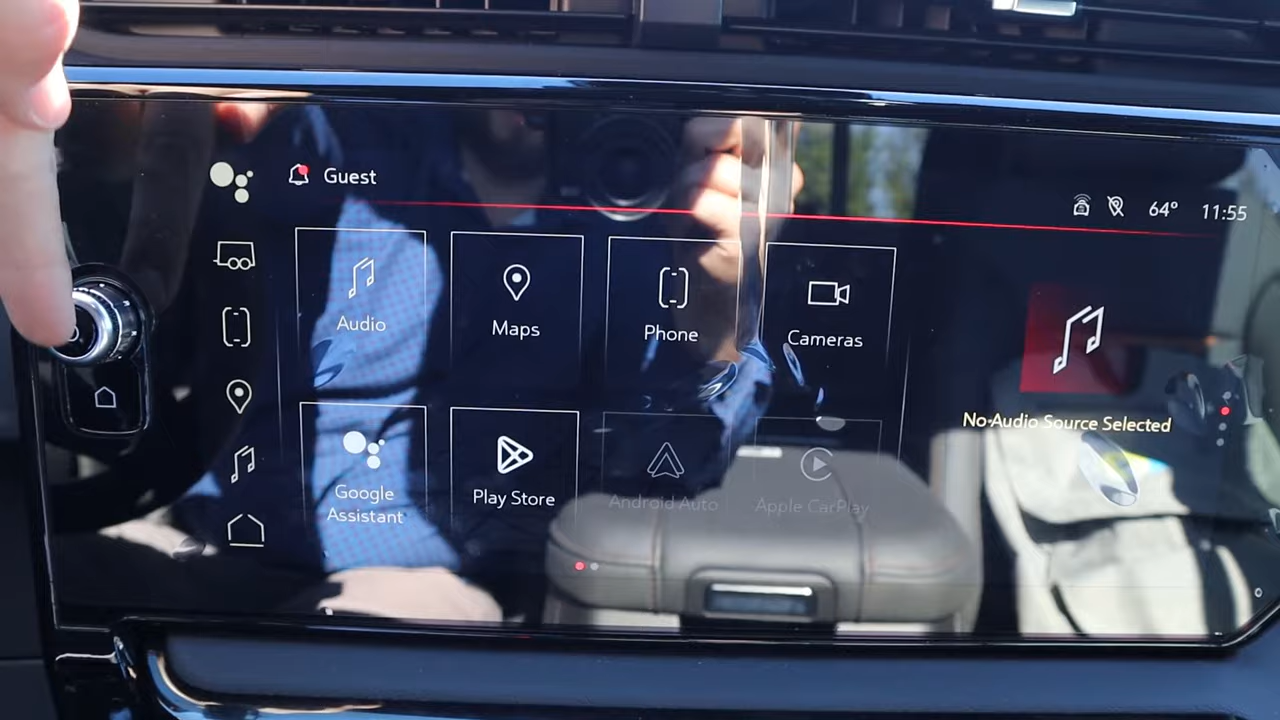 Guest
64° 11:55
Audio
Maps
Phone
Cameras
No Audio Source Selected
Google
Assistant
Play Store
Android Auto
Apple CarPlay